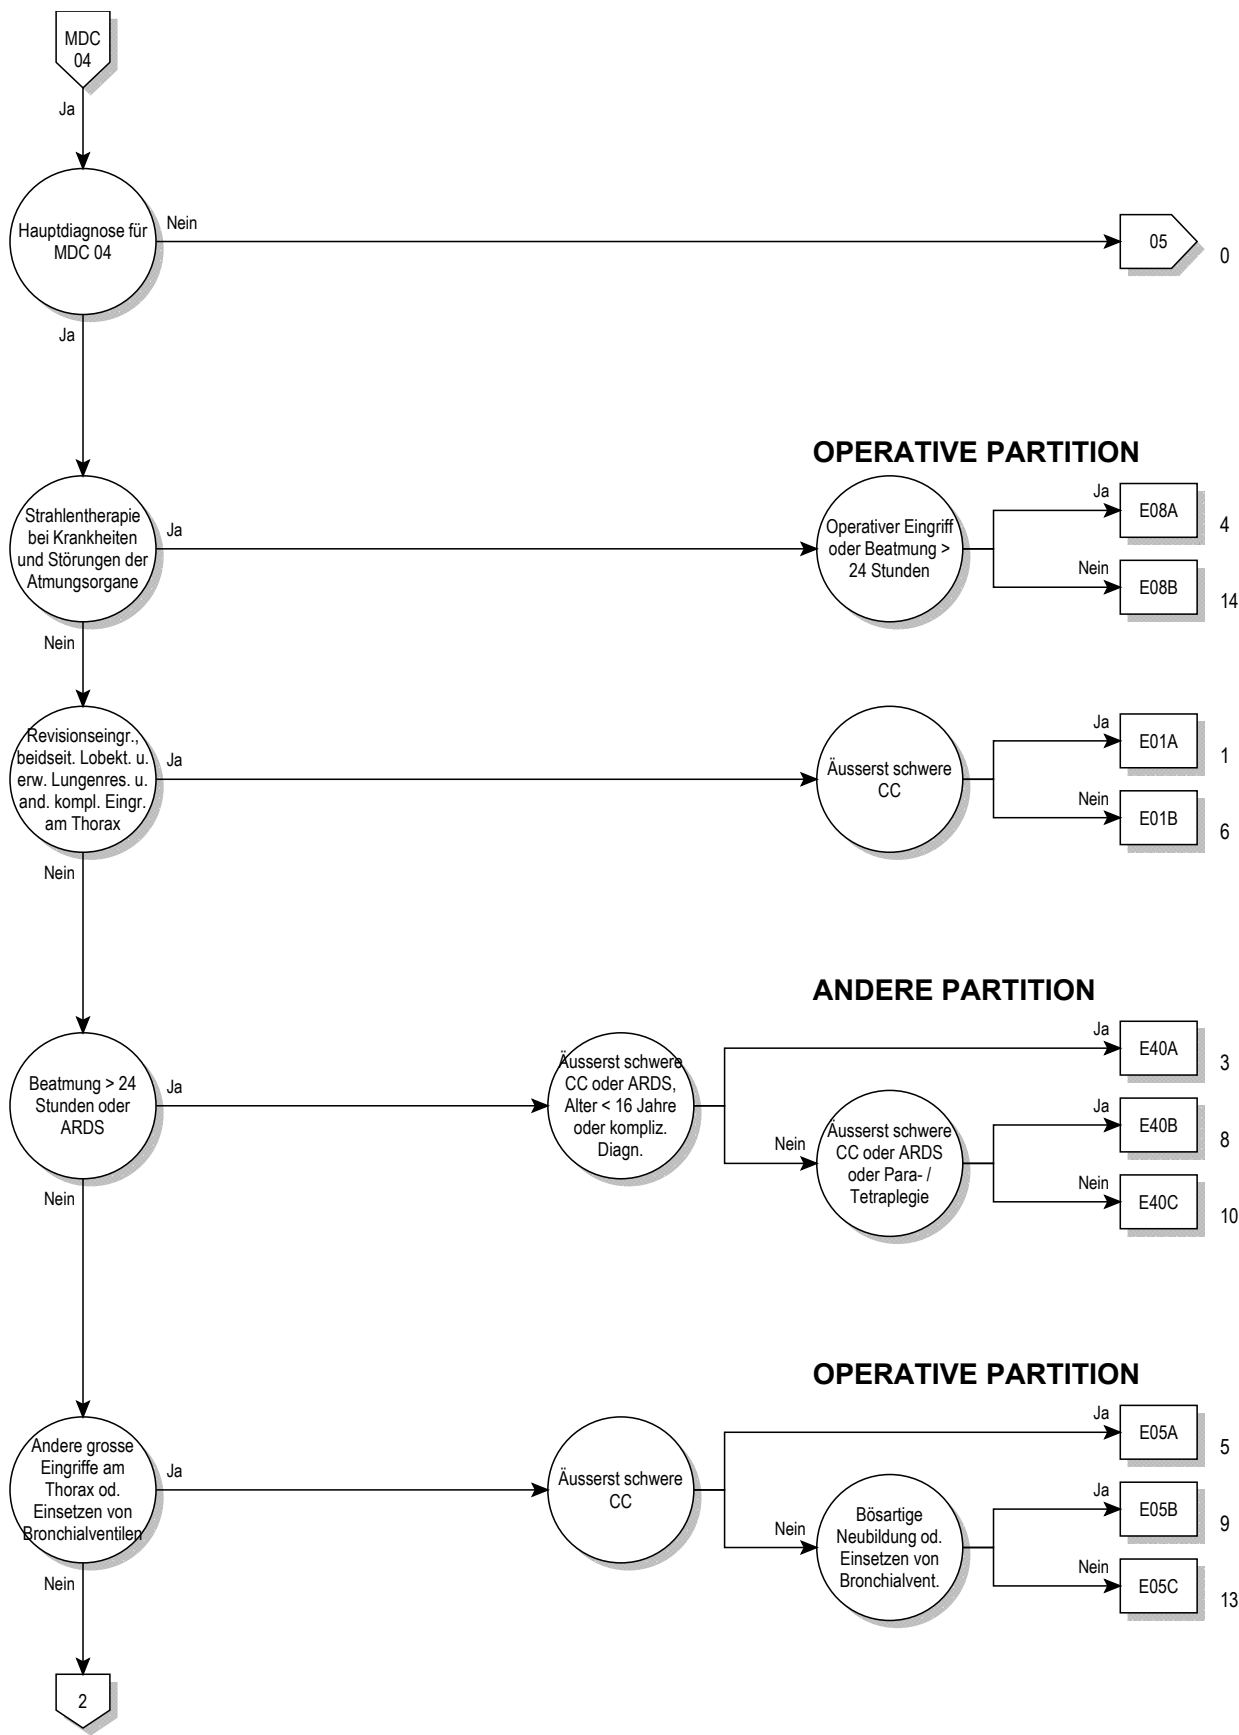 MDC
04
Ja
Hauptdiagnose für
MDC 04
Nein
05
0
Ja
OPERATIVE PARTITION
Strahlentherapie
bei Krankheiten
und Störungen der
Atmungsorgane
Ja
Operativer Eingriff
oder Beatmung >
24 Stunden
Ja
E08A
4
Nein
E08B
14
Nein
Revisionseingr.,
beidseit. Lobekt. u.
erw. Lungenres. u.
and. kompl. Eingr.
am Thorax
Ja
Äusserst schwere
CC
Ja
E01A
1
Nein
E01B
6
Nein
ANDERE PARTITION
Beatmung > 24
Stunden oder
ARDS
Ja
Äusserst schwere
CC oder ARDS,
Alter < 16 Jahre
oder kompliz.
Diagn.
Ja
E40A
3
Nein
Äusserst schwere
CC oder ARDS
oder Para- /
Tetraplegie
Ja
E40B
8
Nein
E40C
10
Nein
OPERATIVE PARTITION
Andere grosse
Eingriffe am
Thorax od.
Einsetzen von
Bronchialventilen
Ja
Äusserst schwere
CC
Ja
E05A
5
Nein
Bösartige
Neubildung od.
Einsetzen von
Bronchialvent.
Ja
E05B
9
Nein
E05C
13
Nein
2